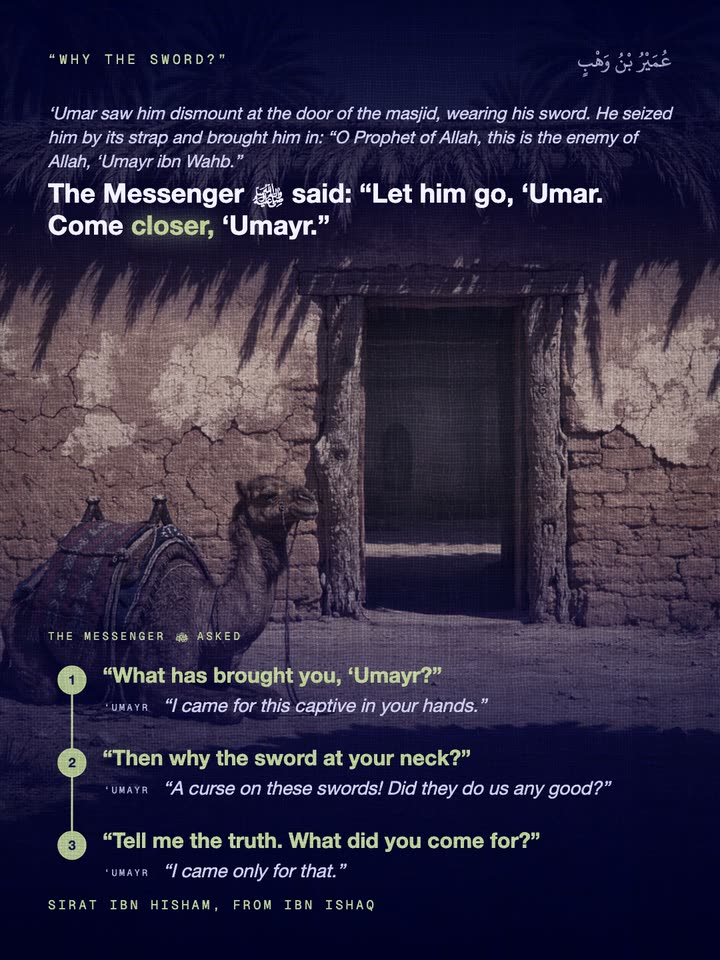 “WHY THE SWORD?”
عُمَيْرُ بْنُ وَهْبٍ
‘Umar saw him dismount at the door of the masjid, wearing his sword. He seized
him by its strap and brought him in: “O Prophet of Allah, this is the enemy of
Allah, ‘Umayr ibn Wahb.”
The Messenger ﷺ said: “Let him go, ‘Umar.
Come closer, ‘Umayr.”
THE MESSENGER ﷺ ASKED
1 “What has brought you, ‘Umayr?”
‘UMAYR “I came for this captive in your hands.”
2 “Then why the sword at your neck?”
‘UMAYR “A curse on these swords! Did they do us any good?”
3 “Tell me the truth. What did you come for?”
‘UMAYR “I came only for that.”
SIRAT IBN HISHAM, FROM IBN ISHAQ